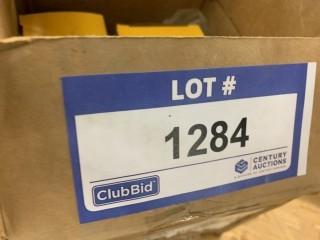 LOT #
1284
ClubBid
CENTURY
AUCTIONS